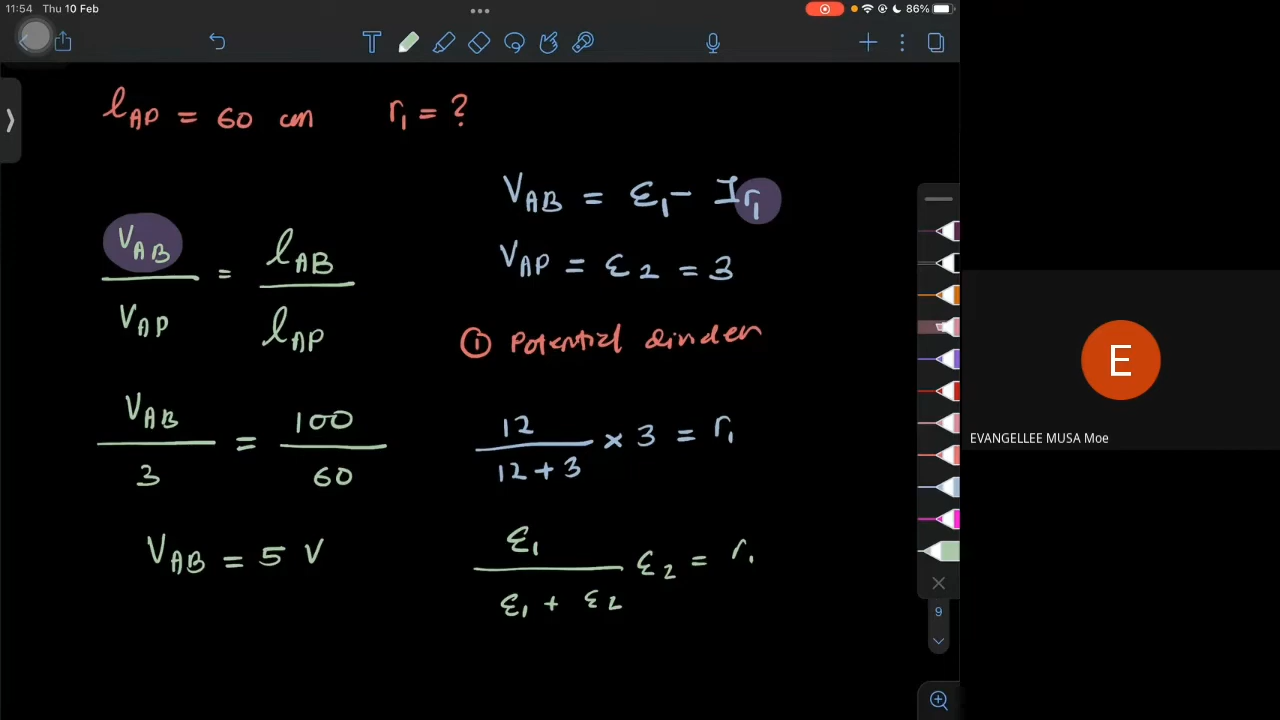 11:54 Thu 10 Feb
86%
l_AP = 60 cm r₁ = ?
V_AB = ε₁ - Ir₁
V_AP = ε₂ = 3
V_AB / V_AP = l_AB / l_AP
① Potential
V_AB / 3 = 100 / 60
12 / (12 + 3) × 3 = r₁
V_AB = 5 V
ε₁ / (ε₁ + ε₂) ε₂ = r₁
9
E
EVANGELLEE MUSA Moe